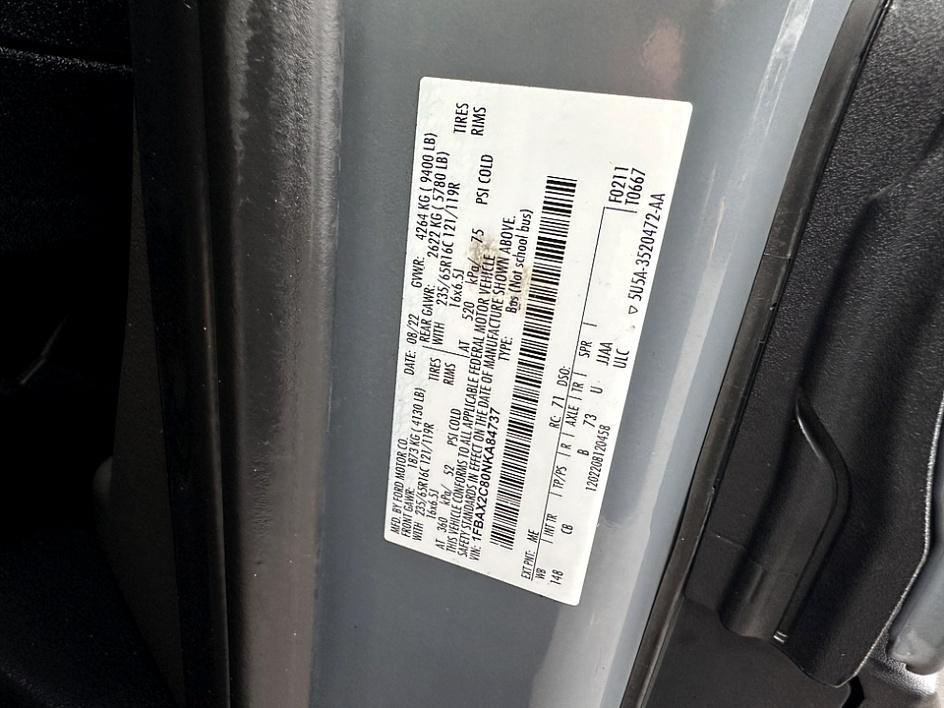 MFD. BY FORD MOTOR CO.
DATE: 08/22 GVWR: 4264 KG ( 9400 LB)
FRONT GAWR: 1873 KG ( 4130 LB) REAR GAWR: 2622 KG ( 5780 LB)
WITH 235/65R16C 121/119R TIRES WITH 235/65R16C 121/119R TIRES
16x6.5J RIMS 16x6.5J RIMS
AT 360 kPa/ 52 PSI COLD AT 520 kPa/ 75 PSI COLD
THIS VEHICLE CONFORMS TO ALL APPLICABLE FEDERAL MOTOR VEHICLE
SAFETY STANDARDS IN EFFECT ON THE DATE OF MANUFACTURE SHOWN ABOVE.
VIN: 1FBAX2C80NKA84737 TYPE: Bus (Not school bus)
EXT PNT: ME RC: 71 DSO: F0211
WB INT TR TP/PS R AXLE TR SPR T0667
148 CB B 73 U JJAA
1202208120458 ULC ▽ 5U5A-3520472-AA